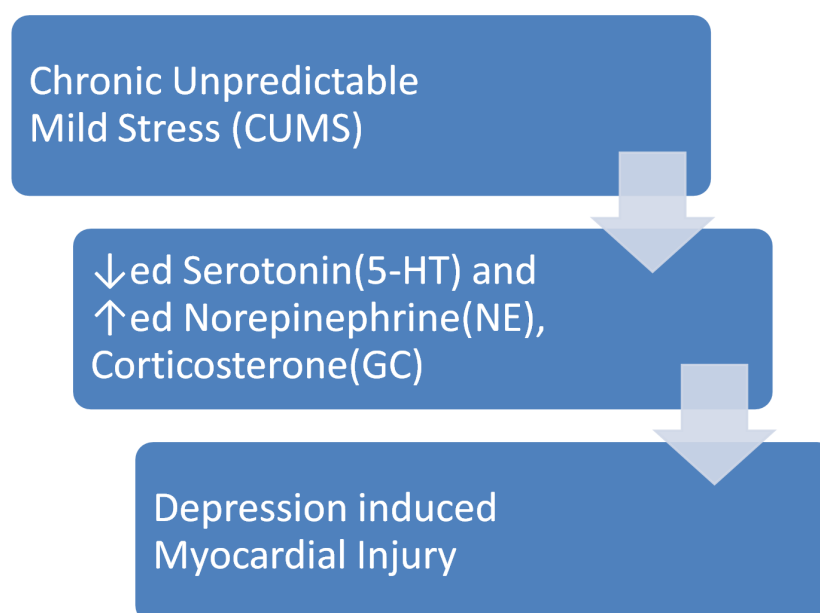 Chronic Unpredictable
Mild Stress (CUMS)
↓ed Serotonin(5-HT) and
↑ed Norepinephrine(NE),
Corticosterone(GC)
Depression induced
Myocardial Injury